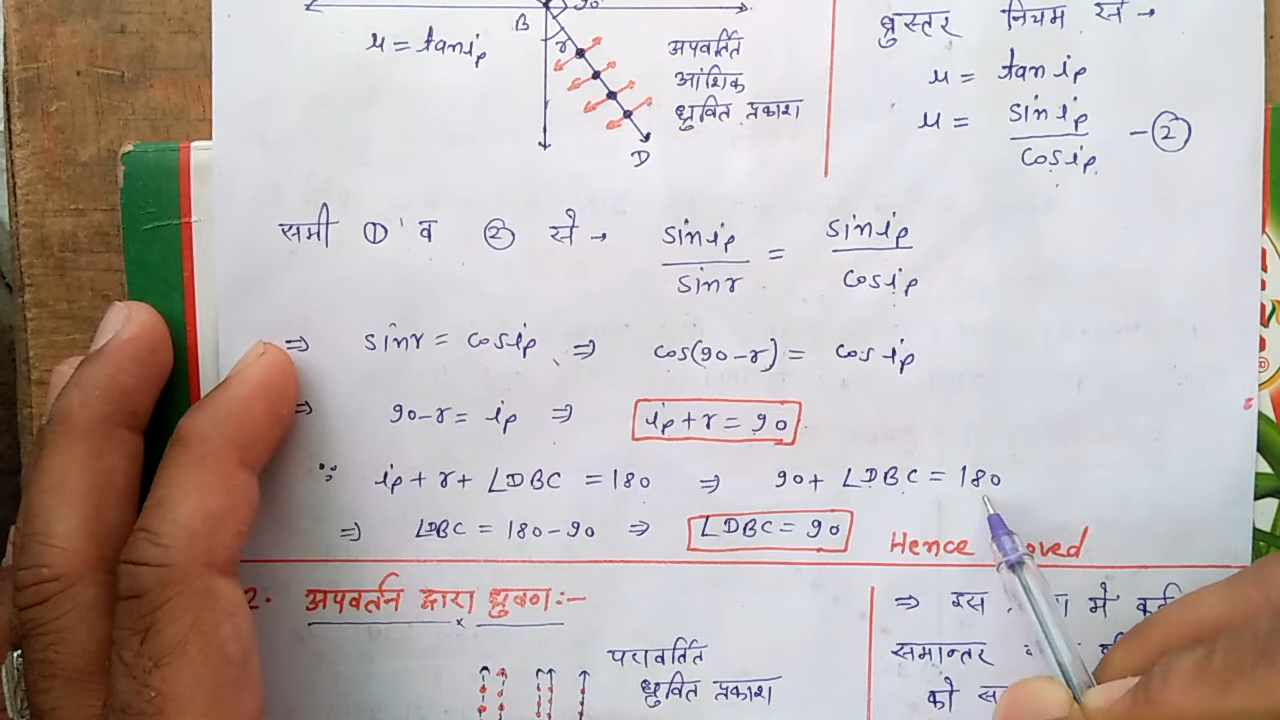 90°
B
μ = tan ip
r
अपवर्तित
आंशिक
ध्रुवित प्रकाश
D
ब्रुस्टर नियम से →
μ = tan ip
μ = sin ip / cos ip - ②
समी ① व ② से → sin ip / sin r = sin ip / cos ip
⇒ sin r = cos ip ⇒ cos(90-r) = cos ip
⇒ 90-r = ip ⇒ ip + r = 90
∵ ip + r + ∠DBC = 180 ⇒ 90 + ∠DBC = 180
⇒ ∠DBC = 180 - 90 ⇒ ∠DBC = 90 Hence
2. अपवर्तन द्वारा ध्रुवण :-
परावर्तित
ध्रुवित प्रकाश
⇒ इस में
समान्तर
को